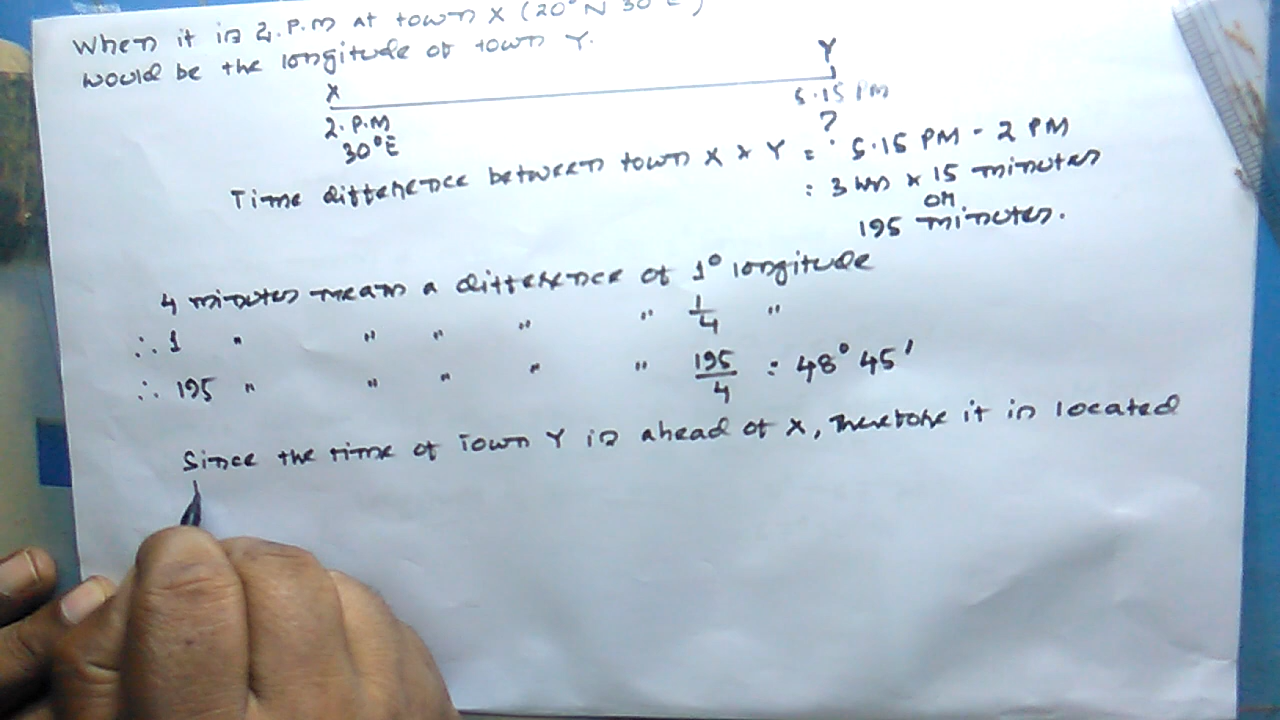 When it is 2. P.M at town X (20°N 30°E)
would be the longitude of town Y.
X Y
2. P.M 5.15 PM
30°E ?
Time difference between town X & Y = 5.15 PM - 2 PM
= 3 hrs & 15 minutes
or
195 minutes.
4 minutes mean a difference of 1° longitude
∴ 1 " " " " " 1/4 "
∴ 195 " " " " " 195/4 = 48° 45'
Since the time of town Y is ahead of X, therefore it is located